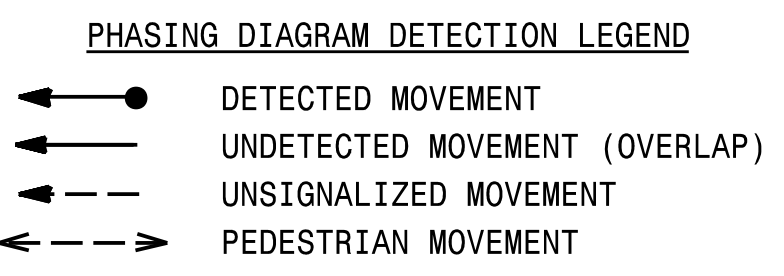 PHASING DIAGRAM DETECTION LEGEND
DETECTED MOVEMENT
UNDETECTED MOVEMENT (OVERLAP)
UNSIGNALIZED MOVEMENT
PEDESTRIAN MOVEMENT